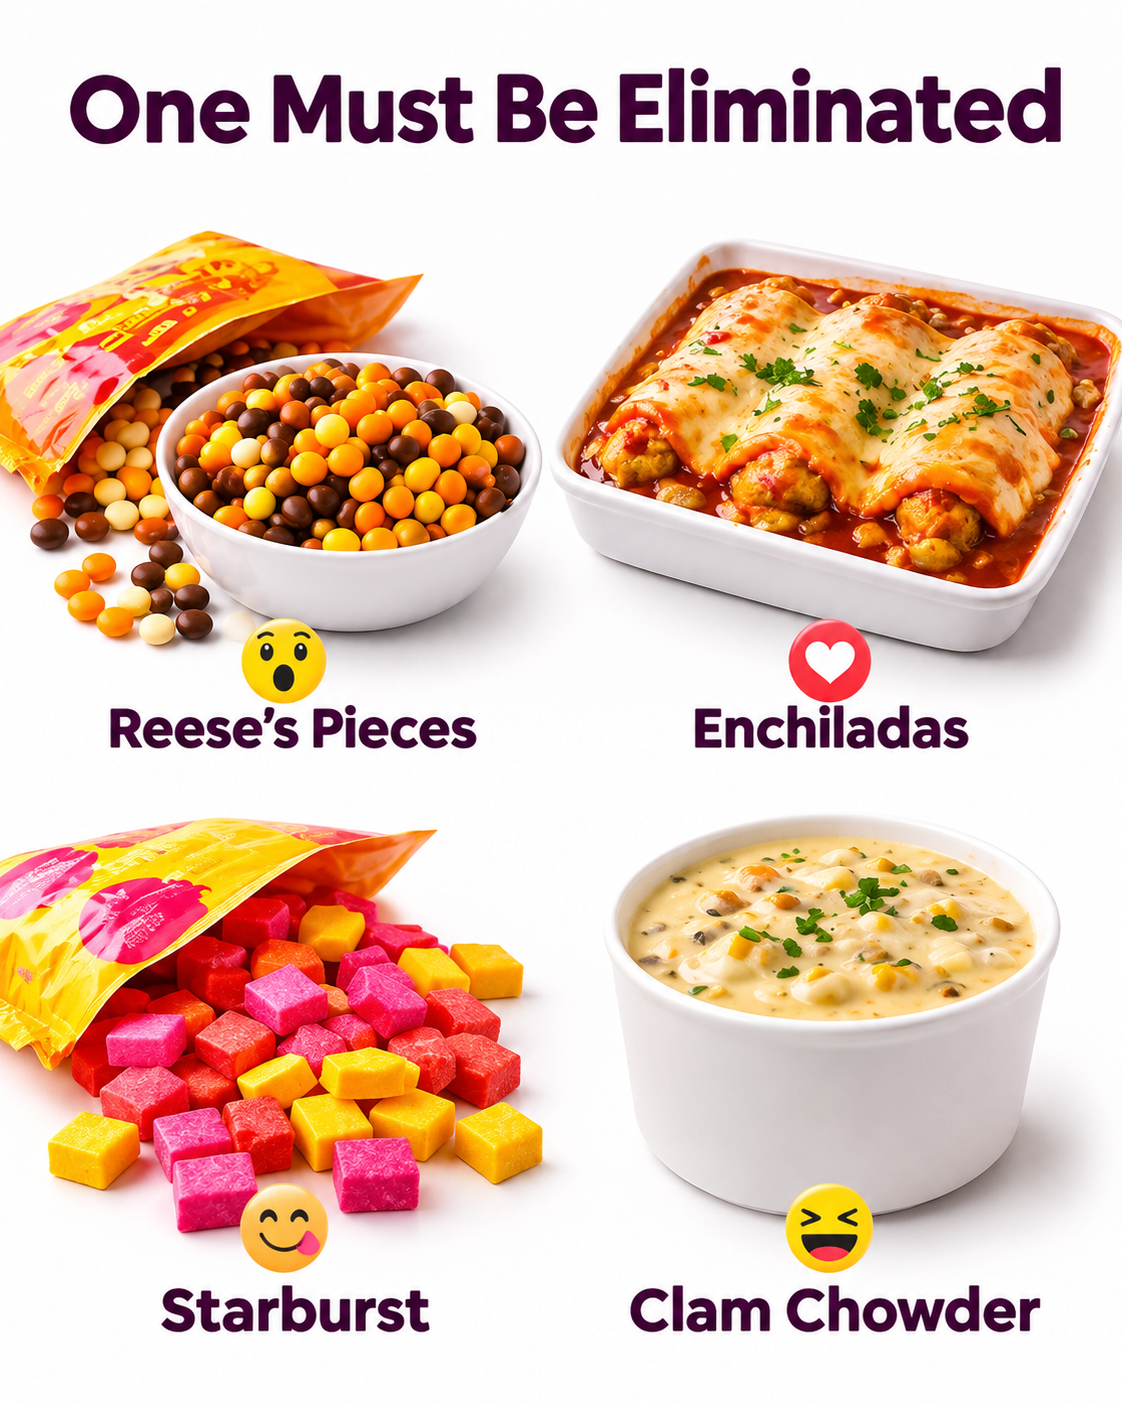 One Must Be Eliminated
Reese's Pieces
Enchiladas
Starburst
Clam Chowder